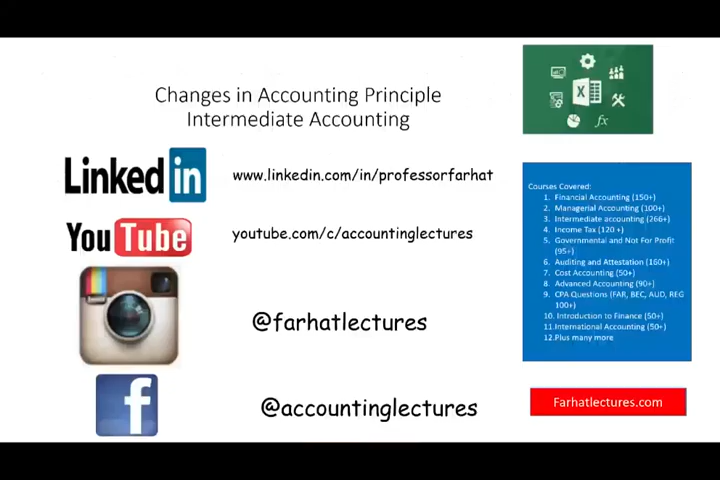 Changes in Accounting Principle
Intermediate Accounting
Linked in
www.linkedin.com/in/professorfarhat
YouTube
youtube.com/c/accountinglectures
@farhatlectures
f
@accountinglectures
X
fx
Courses Covered:
1. Financial Accounting (150+)
2. Managerial Accounting (100+)
3. Intermediate accounting (266+)
4. Income Tax (120 +)
5. Governmental and Not For Profit
(95+)
6. Auditing and Attestation (160+)
7. Cost Accounting (50+)
8. Advanced Accounting (90+)
9. CPA Questions (FAR, BEC, AUD, REG
100+)
10. Introduction to Finance (50+)
11.International Accounting (50+)
12.Plus many more
Farhatlectures.com